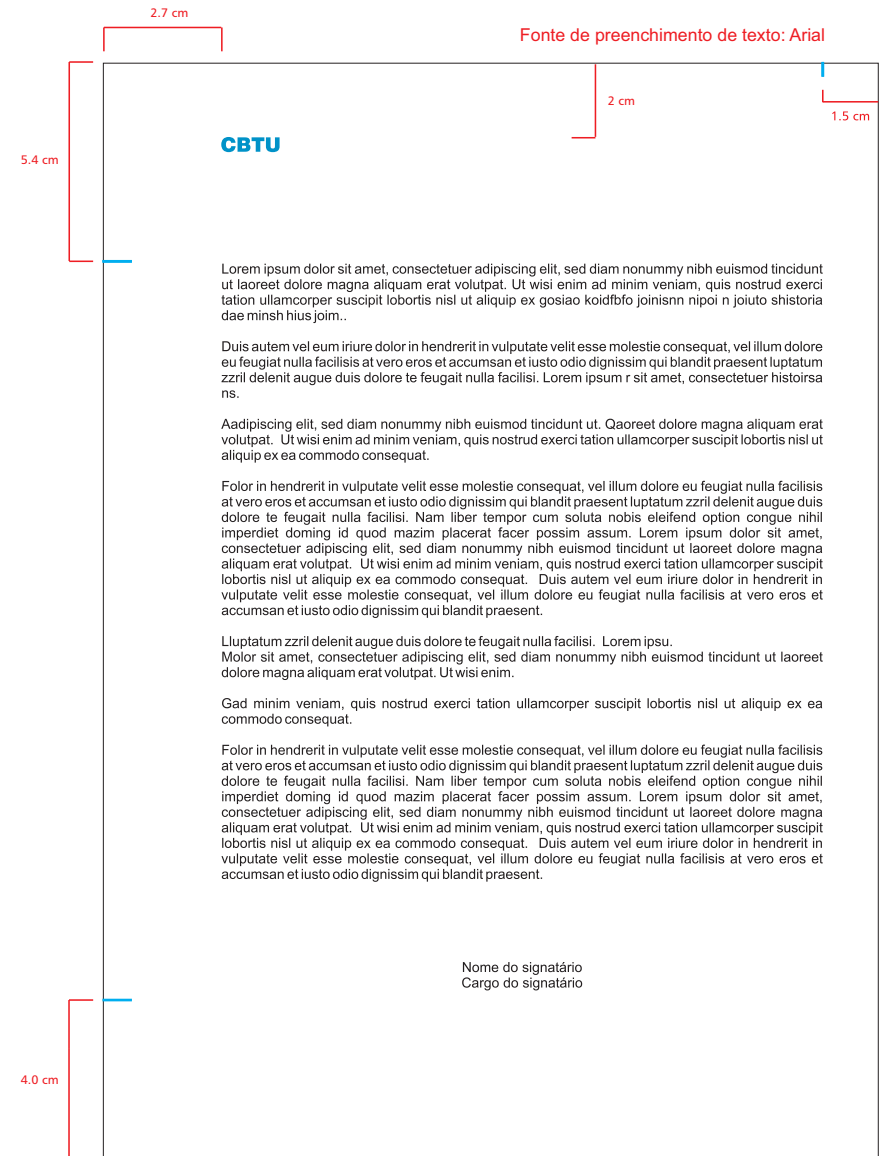 2.7 cm
Fonte de preenchimento de texto: Arial
2 cm
1.5 cm
CBTU
5.4 cm
Lorem ipsum dolor sit amet, consectetuer adipiscing elit, sed diam nonummy nibh euismod tincidunt
ut laoreet dolore magna aliquam erat volutpat. Ut wisi enim ad minim veniam, quis nostrud exerci
tation ullamcorper suscipit lobortis nisl ut aliquip ex gosiao koidfbfo joinisnn nipoi n joiuto shistoria
dae minsh hius joim..
Duis autem vel eum iriure dolor in hendrerit in vulputate velit esse molestie consequat, vel illum dolore
eu feugiat nulla facilisis at vero eros et accumsan et iusto odio dignissim qui blandit praesent luptatum
zzril delenit augue duis dolore te feugait nulla facilisi. Lorem ipsum r sit amet, consectetuer histoirsa
ns.
Aadipiscing elit, sed diam nonummy nibh euismod tincidunt ut. Qaoreet dolore magna aliquam erat
volutpat.  Ut wisi enim ad minim veniam, quis nostrud exerci tation ullamcorper suscipit lobortis nisl ut
aliquip ex ea commodo consequat.
Folor in hendrerit in vulputate velit esse molestie consequat, vel illum dolore eu feugiat nulla facilisis
at vero eros et accumsan et iusto odio dignissim qui blandit praesent luptatum zzril delenit augue duis
dolore te feugait nulla facilisi. Nam liber tempor cum soluta nobis eleifend option congue nihil
imperdiet doming id quod mazim placerat facer possim assum. Lorem ipsum dolor sit amet,
consectetuer adipiscing elit, sed diam nonummy nibh euismod tincidunt ut laoreet dolore magna
aliquam erat volutpat.  Ut wisi enim ad minim veniam, quis nostrud exerci tation ullamcorper suscipit
lobortis nisl ut aliquip ex ea commodo consequat.  Duis autem vel eum iriure dolor in hendrerit in
vulputate velit esse molestie consequat, vel illum dolore eu feugiat nulla facilisis at vero eros et
accumsan et iusto odio dignissim qui blandit praesent.
Lluptatum zzril delenit augue duis dolore te feugait nulla facilisi.  Lorem ipsu.
Molor sit amet, consectetuer adipiscing elit, sed diam nonummy nibh euismod tincidunt ut laoreet
dolore magna aliquam erat volutpat. Ut wisi enim.
Gad minim veniam, quis nostrud exerci tation ullamcorper suscipit lobortis nisl ut aliquip ex ea
commodo consequat.
Folor in hendrerit in vulputate velit esse molestie consequat, vel illum dolore eu feugiat nulla facilisis
at vero eros et accumsan et iusto odio dignissim qui blandit praesent luptatum zzril delenit augue duis
dolore te feugait nulla facilisi. Nam liber tempor cum soluta nobis eleifend option congue nihil
imperdiet doming id quod mazim placerat facer possim assum. Lorem ipsum dolor sit amet,
consectetuer adipiscing elit, sed diam nonummy nibh euismod tincidunt ut laoreet dolore magna
aliquam erat volutpat.  Ut wisi enim ad minim veniam, quis nostrud exerci tation ullamcorper suscipit
lobortis nisl ut aliquip ex ea commodo consequat.  Duis autem vel eum iriure dolor in hendrerit in
vulputate velit esse molestie consequat, vel illum dolore eu feugiat nulla facilisis at vero eros et
accumsan et iusto odio dignissim qui blandit praesent.
Nome do signatário
Cargo do signatário
4.0 cm